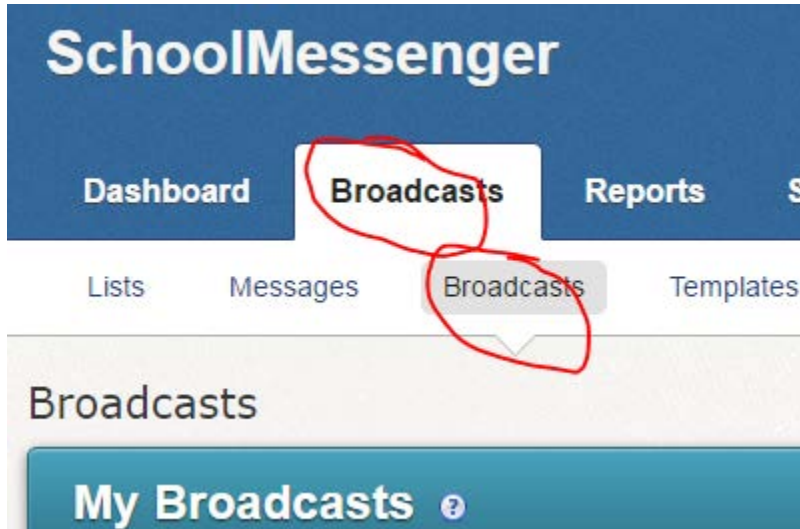 SchoolMessenger
Dashboard Broadcasts Reports S
Lists Messages Broadcasts Templates
Broadcasts
My Broadcasts ?